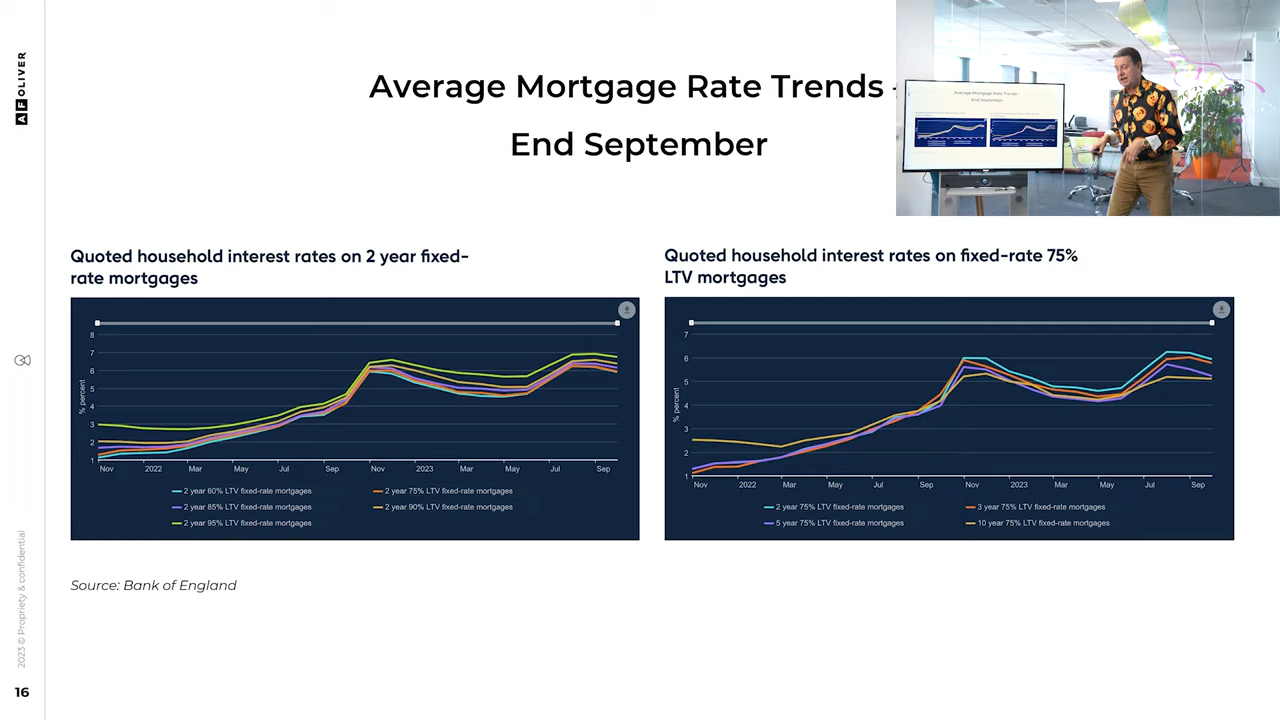 AF OLIVER
Average Mortgage Rate Trends -
End September
Average Mortgage Rate Trends -
End September
Quoted household interest rates on 2 year fixed-
rate mortgages
% percent
8
7
6
5
4
3
2
1
Nov 2022 Mar May Jul Sep Nov 2023 Mar May Jul Sep
2 year 60% LTV fixed-rate mortgages 2 year 75% LTV fixed-rate mortgages
2 year 85% LTV fixed-rate mortgages 2 year 90% LTV fixed-rate mortgages
2 year 95% LTV fixed-rate mortgages
Quoted household interest rates on fixed-rate 75%
LTV mortgages
% percent
7
6
5
4
3
2
1
Nov 2022 Mar May Jul Sep Nov 2023 Mar May Jul Sep
2 year 75% LTV fixed-rate mortgages 3 year 75% LTV fixed-rate mortgages
5 year 75% LTV fixed-rate mortgages 10 year 75% LTV fixed-rate mortgages
Source: Bank of England
2023 © Propriety & confidential
16